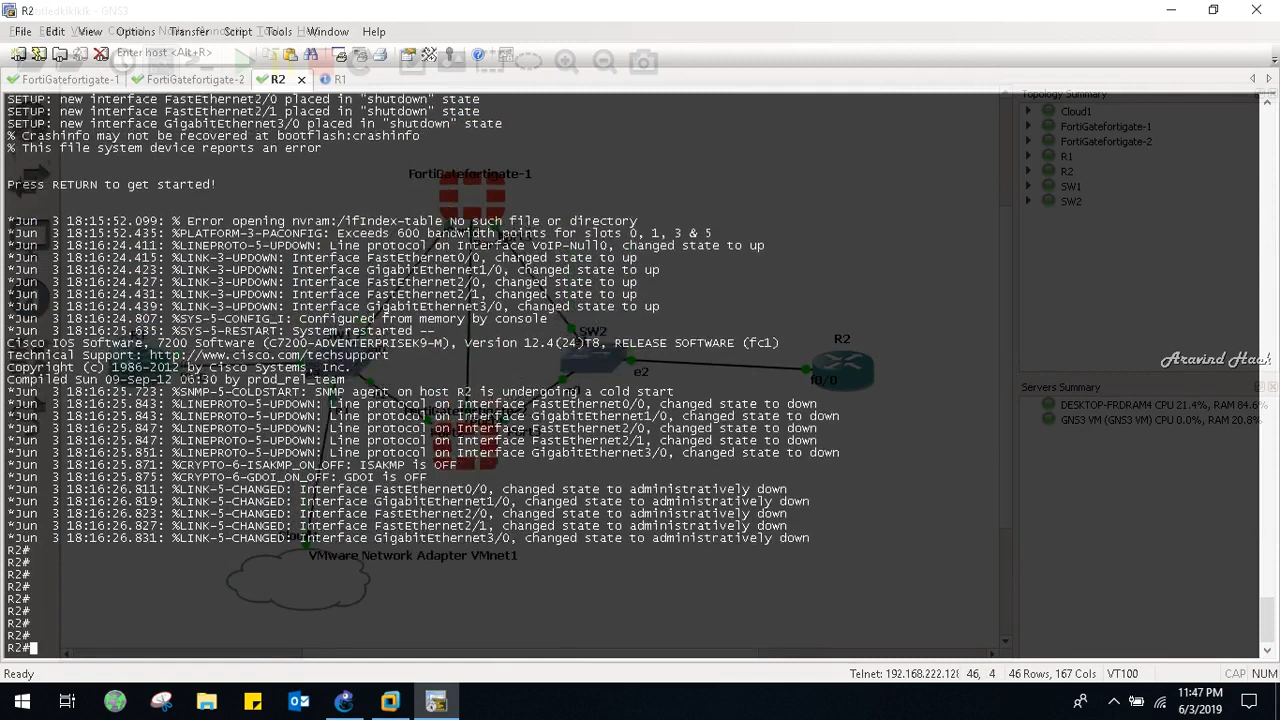 R2
GNS3
File Edit View Options Transfer Script Tools Window Help
Enter host <Alt+R>
FortiGatefortigate-1 FortiGatefortigate-2 R2 R1
SETUP: new interface FastEthernet2/0 placed in "shutdown" state
SETUP: new interface FastEthernet2/1 placed in "shutdown" state
SETUP: new interface GigabitEthernet3/0 placed in "shutdown" state
% Crashinfo may not be recovered at bootflash:crashinfo
% This file system device reports an error
Press RETURN to get started!
*Jun  3 18:15:52.099: % Error opening nvram:/ifIndex-table No such file or directory
*Jun  3 18:15:52.435: %PLATFORM-3-PACONFIG: Exceeds 600 bandwidth points for slots 0, 1, 3 & 5
*Jun  3 18:16:24.411: %LINEPROTO-5-UPDOWN: Line protocol on Interface VoIP-Null0, changed state to up
*Jun  3 18:16:24.415: %LINK-3-UPDOWN: Interface FastEthernet0/0, changed state to up
*Jun  3 18:16:24.423: %LINK-3-UPDOWN: Interface GigabitEthernet1/0, changed state to up
*Jun  3 18:16:24.427: %LINK-3-UPDOWN: Interface FastEthernet2/0, changed state to up
*Jun  3 18:16:24.431: %LINK-3-UPDOWN: Interface FastEthernet2/1, changed state to up
*Jun  3 18:16:24.439: %LINK-3-UPDOWN: Interface GigabitEthernet3/0, changed state to up
*Jun  3 18:16:24.807: %SYS-5-CONFIG_I: Configured from memory by console
*Jun  3 18:16:25.635: %SYS-5-RESTART: System restarted --
Cisco IOS Software, 7200 Software (C7200-ADVENTERPRISEK9-M), Version 12.4(24)T8, RELEASE SOFTWARE (fc1)
Technical Support: http://www.cisco.com/techsupport
Copyright (c) 1986-2012 by Cisco Systems, Inc.
Compiled Sun 09-Sep-12 06:30 by prod_rel_team
*Jun  3 18:16:25.723: %SNMP-5-COLDSTART: SNMP agent on host R2 is undergoing a cold start
*Jun  3 18:16:25.843: %LINEPROTO-5-UPDOWN: Line protocol on Interface FastEthernet0/0, changed state to down
*Jun  3 18:16:25.843: %LINEPROTO-5-UPDOWN: Line protocol on Interface GigabitEthernet1/0, changed state to down
*Jun  3 18:16:25.847: %LINEPROTO-5-UPDOWN: Line protocol on Interface FastEthernet2/0, changed state to down
*Jun  3 18:16:25.847: %LINEPROTO-5-UPDOWN: Line protocol on Interface FastEthernet2/1, changed state to down
*Jun  3 18:16:25.851: %LINEPROTO-5-UPDOWN: Line protocol on Interface GigabitEthernet3/0, changed state to down
*Jun  3 18:16:25.871: %CRYPTO-6-ISAKMP_ON_OFF: ISAKMP is OFF
*Jun  3 18:16:25.875: %CRYPTO-6-GDOI_ON_OFF: GDOI is OFF
*Jun  3 18:16:26.811: %LINK-5-CHANGED: Interface FastEthernet0/0, changed state to administratively down
*Jun  3 18:16:26.819: %LINK-5-CHANGED: Interface GigabitEthernet1/0, changed state to administratively down
*Jun  3 18:16:26.823: %LINK-5-CHANGED: Interface FastEthernet2/0, changed state to administratively down
*Jun  3 18:16:26.827: %LINK-5-CHANGED: Interface FastEthernet2/1, changed state to administratively down
*Jun  3 18:16:26.831: %LINK-5-CHANGED: Interface GigabitEthernet3/0, changed state to administratively down
R2#
R2#
R2#
R2#
R2#
R2#
R2#
R2#
R2#
FortiGatefortigate-1
SW2
e2
f0/0
R2
VMware Network Adapter VMnet1
Topology Summary
Cloud1
FortiGatefortigate-1
FortiGatefortigate-2
R1
R2
SW1
SW2
Aravind Hack
Servers Summary
DESKTOP-FRDRAM4 CPU 21.4%, RAM 84.6%
GNS3 VM (GNS3 VM) CPU 0.0%, RAM 20.8%
Ready Telnet: 192.168.222.128 46, 4 46 Rows, 167 Cols VT100 CAP NUM
11:47 PM
6/3/2019